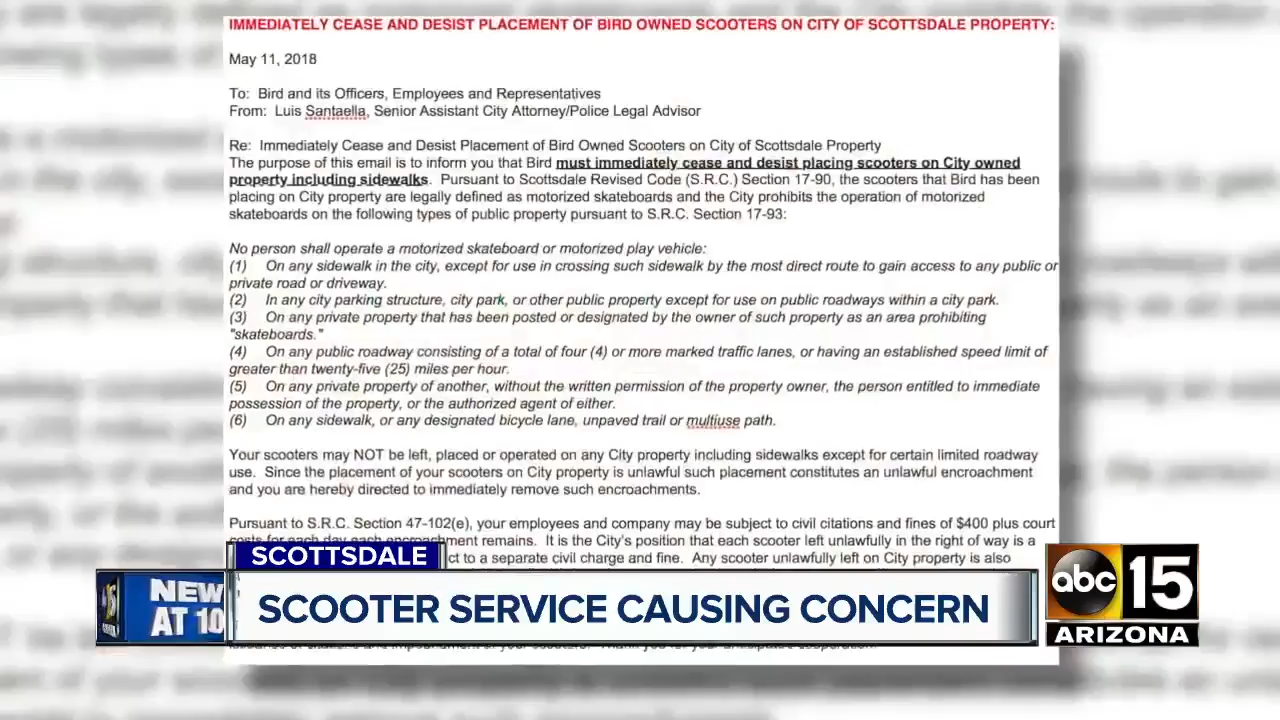 IMMEDIATELY CEASE AND DESIST PLACEMENT OF BIRD OWNED SCOOTERS ON CITY OF SCOTTSDALE PROPERTY:
May 11, 2018
To: Bird and its Officers, Employees and Representatives
From: Luis Santaella, Senior Assistant City Attorney/Police Legal Advisor
Re: Immediately Cease and Desist Placement of Bird Owned Scooters on City of Scottsdale Property
The purpose of this email is to inform you that Bird must immediately cease and desist placing scooters on City owned
property including sidewalks. Pursuant to Scottsdale Revised Code (S.R.C.) Section 17-90, the scooters that Bird has been
placing on City property are legally defined as motorized skateboards and the City prohibits the operation of motorized
skateboards on the following types of public property pursuant to S.R.C. Section 17-93:
No person shall operate a motorized skateboard or motorized play vehicle:
(1) On any sidewalk in the city, except for use in crossing such sidewalk by the most direct route to gain access to any public or
private road or driveway.
(2) In any city parking structure, city park, or other public property except for use on public roadways within a city park.
(3) On any private property that has been posted or designated by the owner of such property as an area prohibiting
"skateboards."
(4) On any public roadway consisting of a total of four (4) or more marked traffic lanes, or having an established speed limit of
greater than twenty-five (25) miles per hour.
(5) On any private property of another, without the written permission of the property owner, the person entitled to immediate
possession of the property, or the authorized agent of either.
(6) On any sidewalk, or any designated bicycle lane, unpaved trail or multiuse path.
Your scooters may NOT be left, placed or operated on any City property including sidewalks except for certain limited roadway
use. Since the placement of your scooters on City property is unlawful such placement constitutes an unlawful encroachment
and you are hereby directed to immediately remove such encroachments.
Pursuant to S.R.C. Section 47-102(e), your employees and company may be subject to civil citations and fines of $400 plus court
costs for each day each encroachment remains. It is the City's position that each scooter left unlawfully in the right of way is a
ct to a separate civil charge and fine. Any scooter unlawfully left on City property is also
SCOTTSDALE
NEW
AT 10
SCOOTER SERVICE CAUSING CONCERN
abc 15
ARIZONA